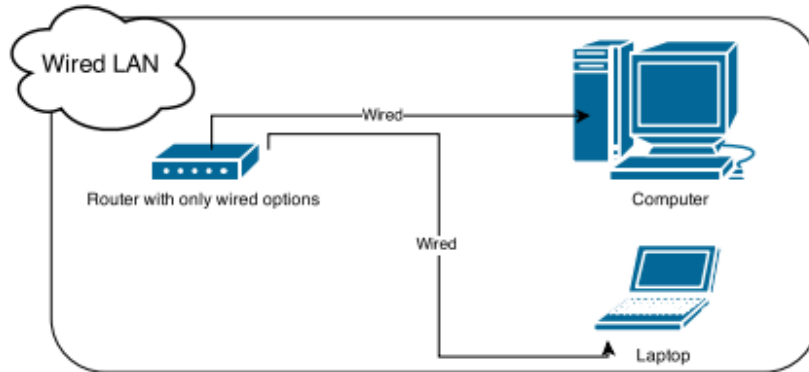 Wired LAN
Wired
Router with only wired options
Computer
Wired
Laptop